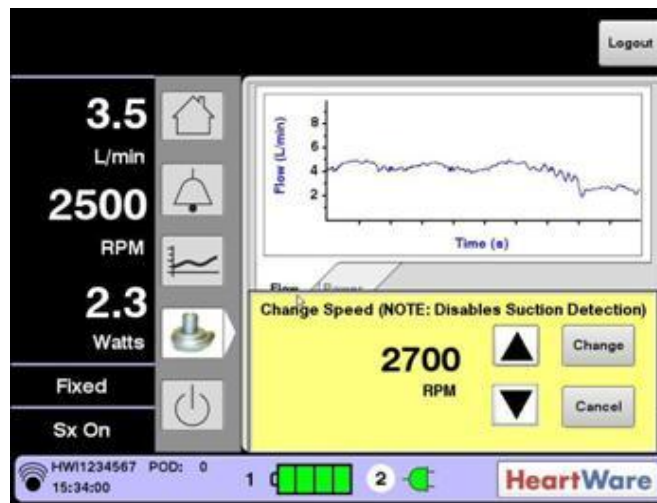 Logout
3.5
L/min
2500
RPM
2.3
Watts
Fixed
Sx On
Flow (L/min)
8
6
4
2
Time (s)
Flow Power
Change Speed (NOTE: Disables Suction Detection)
2700
RPM
Change
Cancel
HWI1234567 POD: 0
15:34:00
1
2
HeartWare